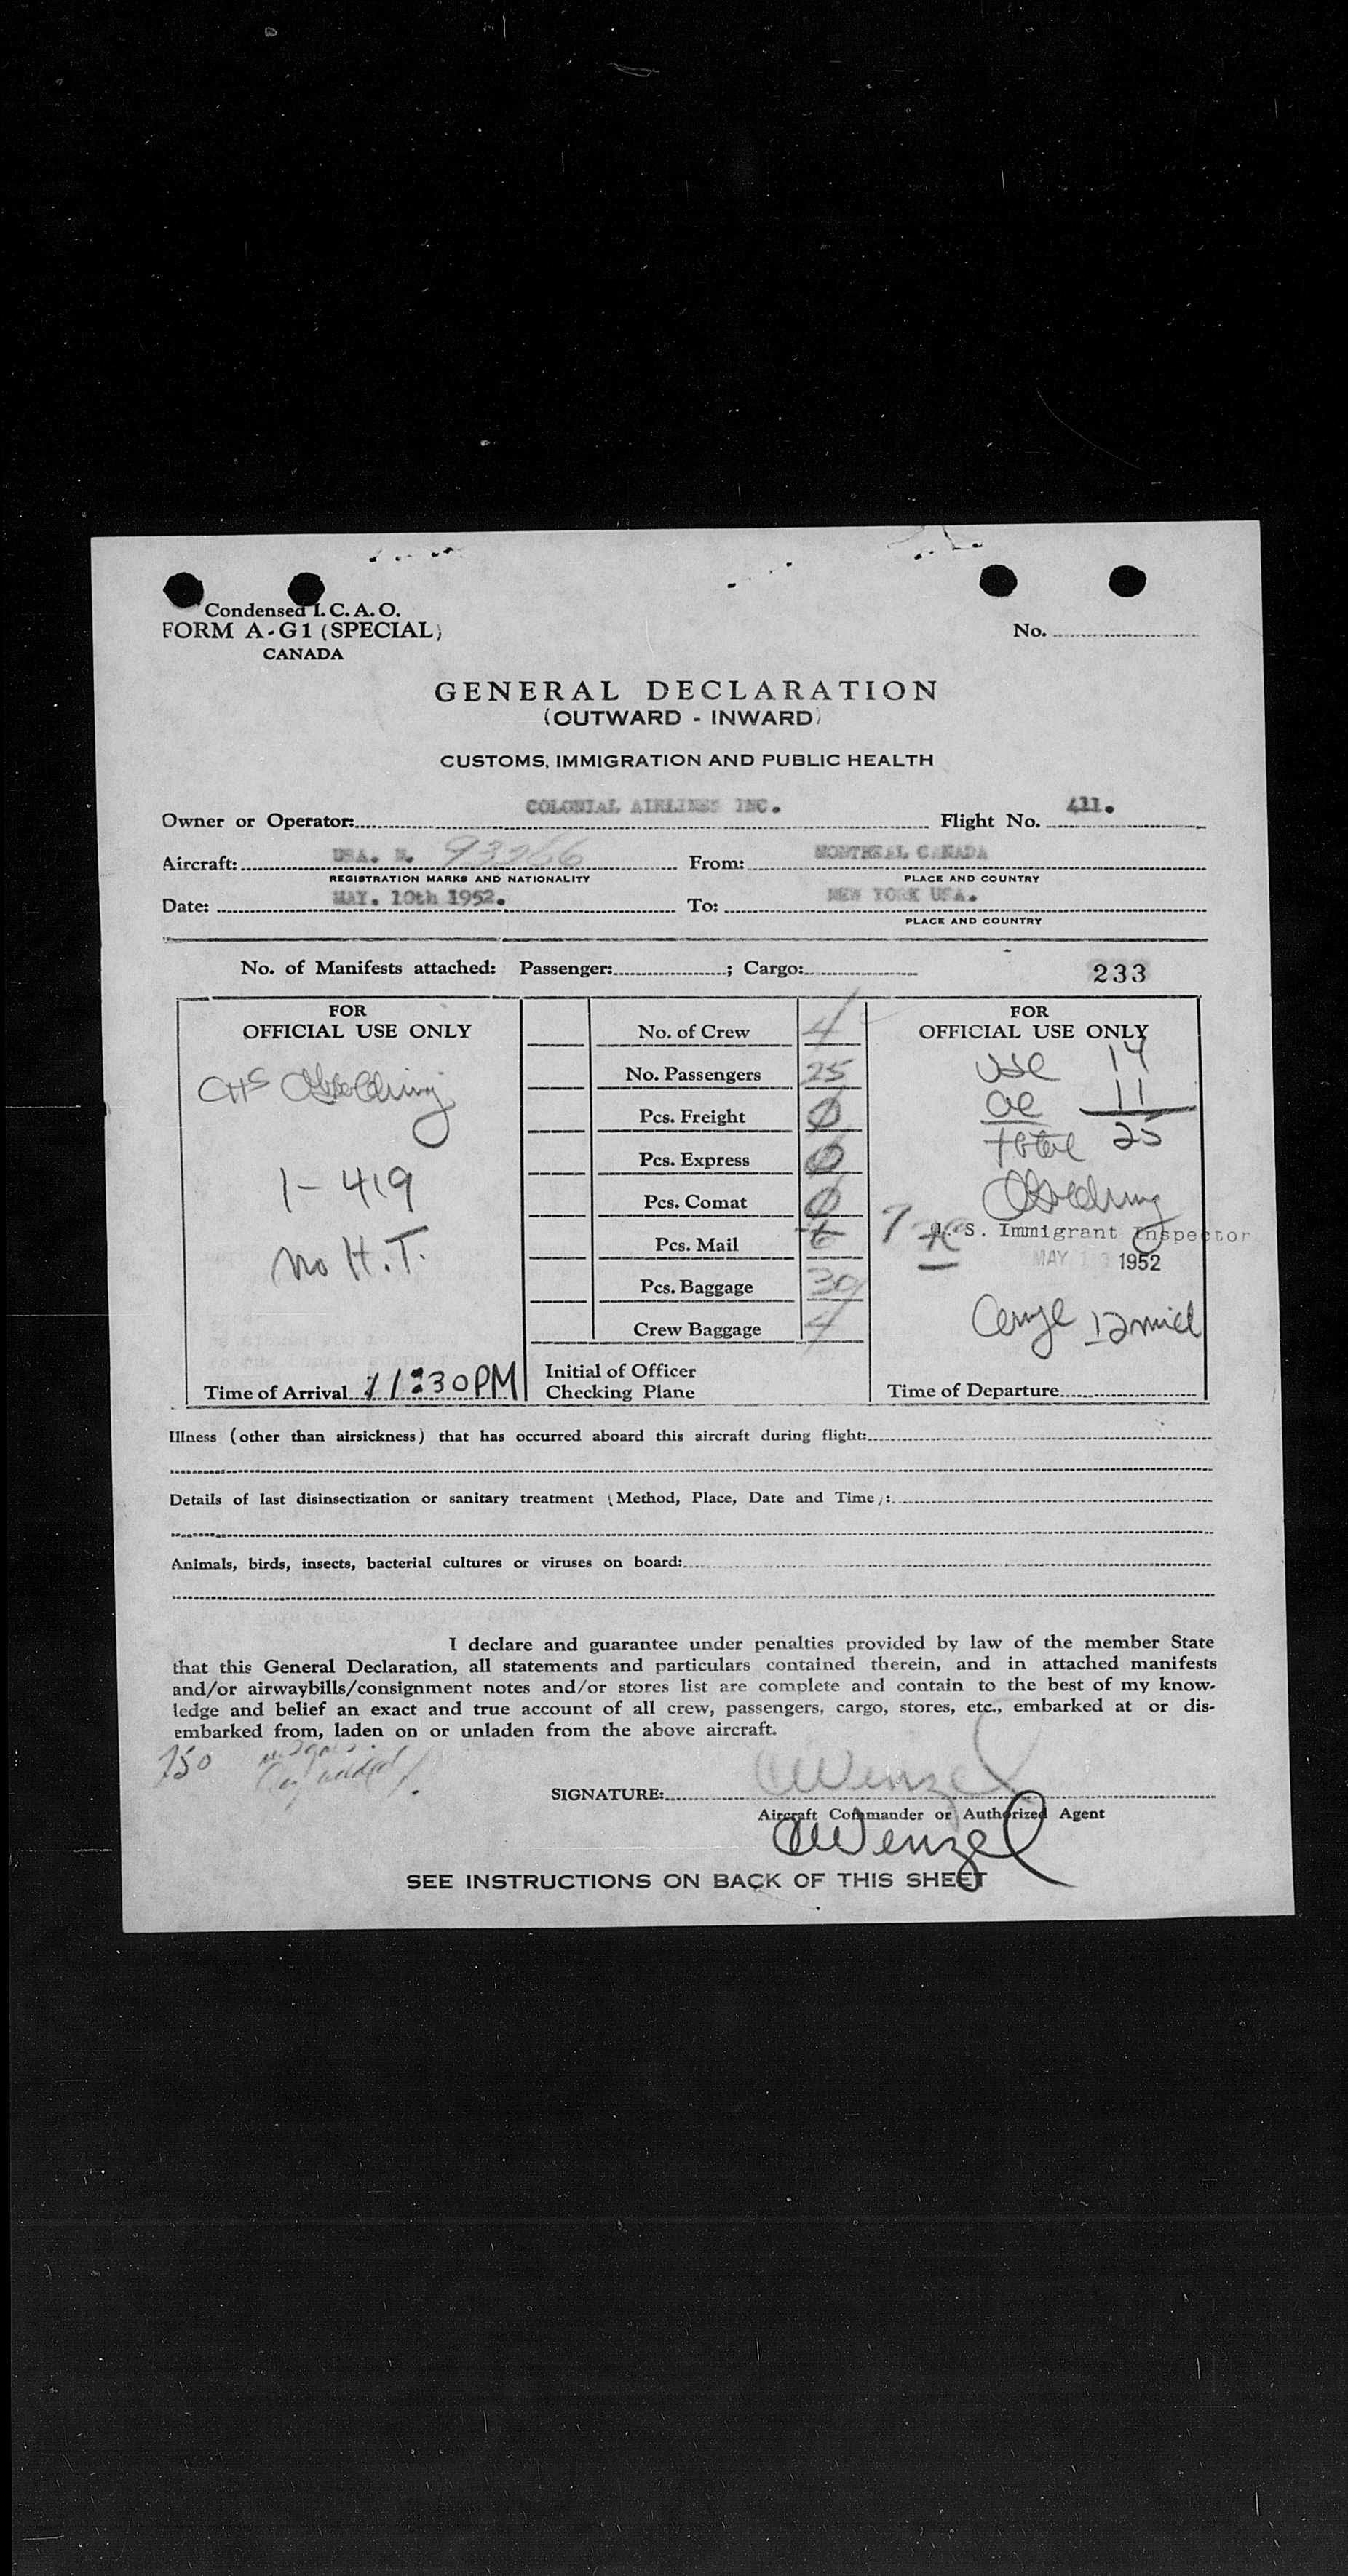 Condensed I. C. A. O.
FORM A-G1 (SPECIAL)
CANADA
No.
GENERAL DECLARATION
(OUTWARD - INWARD)
CUSTOMS, IMMIGRATION AND PUBLIC HEALTH
Owner or Operator: COLONIAL AIRLINES INC. Flight No. 411.
Aircraft: USA. N. 93266 From: MONTREAL CANADA
REGISTRATION MARKS AND NATIONALITY PLACE AND COUNTRY
Date: MAY. 10th 1952. To: NEW YORK USA.
PLACE AND COUNTRY
No. of Manifests attached: Passenger: ; Cargo: 233
FOR
OFFICIAL USE ONLY
1-419
no H.T.
Time of Arrival 11:30PM
No. of Crew 4
No. Passengers 25
Pcs. Freight 0
Pcs. Express 0
Pcs. Comat 0
Pcs. Mail 6 7
Pcs. Baggage 30
Crew Baggage 4
Initial of Officer
Checking Plane
FOR
OFFICIAL USE ONLY
USC 14
11
total 25
U. S. Immigrant Inspector
MAY 10 1952
Time of Departure
Illness (other than airsickness) that has occurred aboard this aircraft during flight:
Details of last disinsectization or sanitary treatment (Method, Place, Date and Time):
Animals, birds, insects, bacterial cultures or viruses on board:
I declare and guarantee under penalties provided by law of the member State
that this General Declaration, all statements and particulars contained therein, and in attached manifests
and/or airwaybills/consignment notes and/or stores list are complete and contain to the best of my know-
ledge and belief an exact and true account of all crew, passengers, cargo, stores, etc., embarked at or dis-
embarked from, laden on or unladen from the above aircraft.
750
SIGNATURE: Wenzel
Aircraft Commander or Authorized Agent
Wenzel
SEE INSTRUCTIONS ON BACK OF THIS SHEET